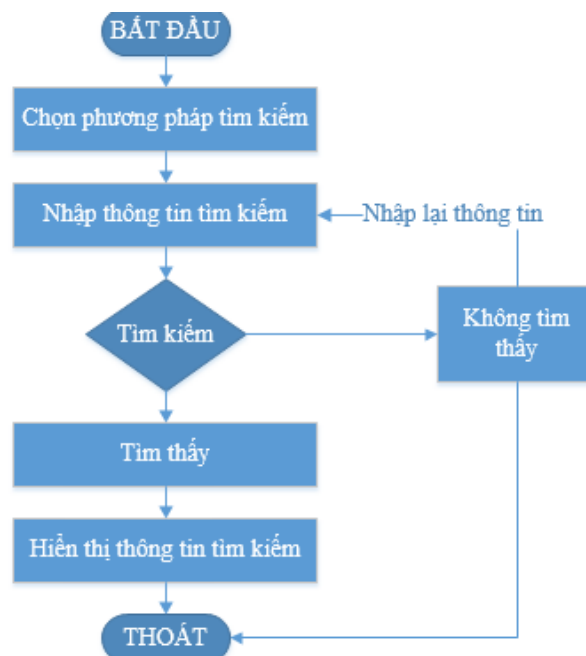 BẮT ĐẦU
Chọn phương pháp tìm kiếm
Nhập thông tin tìm kiếm
Nhập lại thông tin
Tìm kiếm
Không tìm
thấy
Tìm thấy
Hiển thị thông tin tìm kiếm
THOÁT